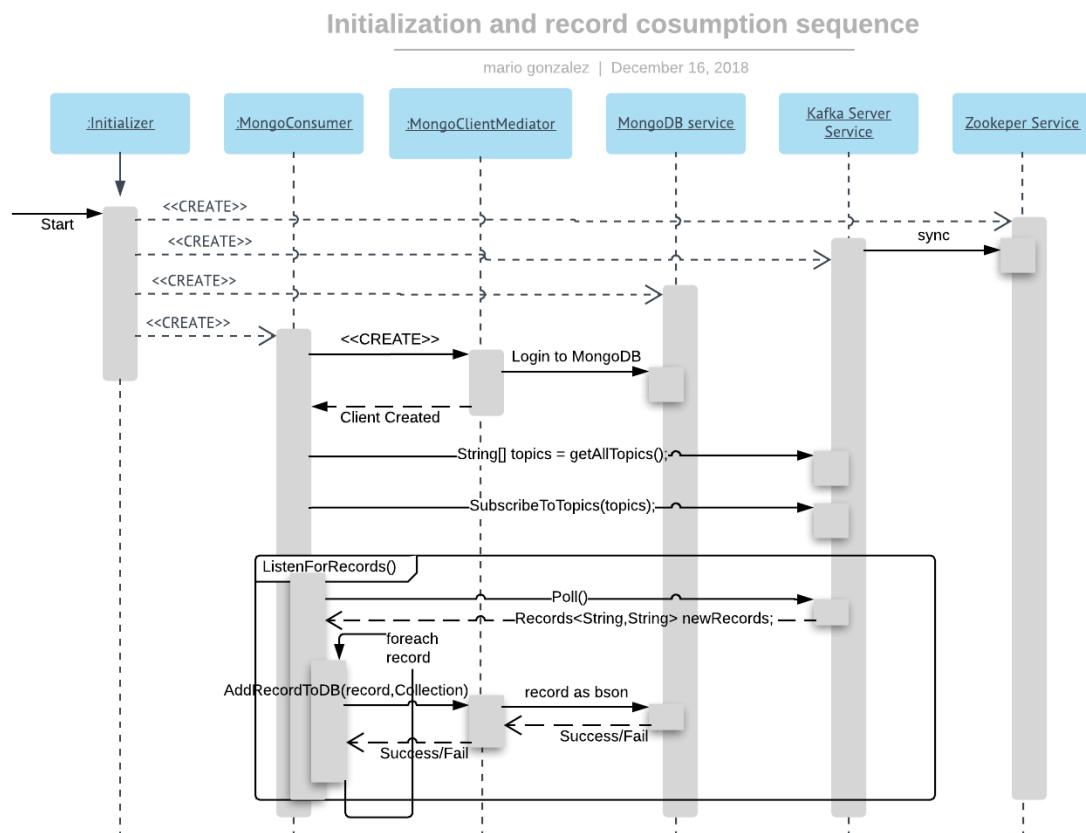 Initialization and record cosumption sequence
mario gonzalez | December 16, 2018
:Initializer
:MongoConsumer
:MongoClientMediator
MongoDB service
Kafka Server
Service
Zookeper Service
Start
<<CREATE>>
<<CREATE>>
sync
<<CREATE>>
<<CREATE>>
<<CREATE>>
Login to MongoDB
Client Created
String[] topics = getAllTopics();
SubscribeToTopics(topics);
ListenForRecords()
Poll()
Records<String,String> newRecords;
foreach
record
AddRecordToDB(record,Collection)
record as bson
Success/Fail
Success/Fail